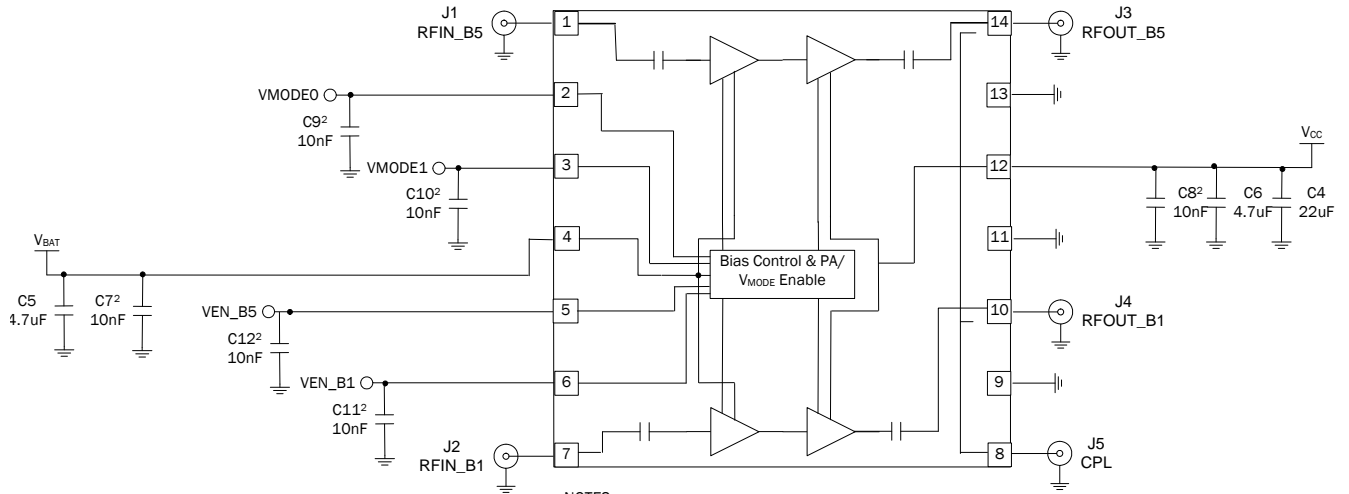 J1
RFIN_B5
1
14
J3
RFOUT_B5
VMODE0
2
13
C9²
10nF
VMODE1
3
12
VCC
C10²
10nF
C8²
10nF
C6
4.7uF
C4
22uF
VBAT
4
11
Bias Control & PA/
VMODE Enable
C5
4.7uF
C7²
10nF
VEN_B5
5
10
J4
RFOUT_B1
C12²
10nF
VEN_B1
6
9
C11²
10nF
J2
RFIN_B1
7
8
J5
CPL
NOTES